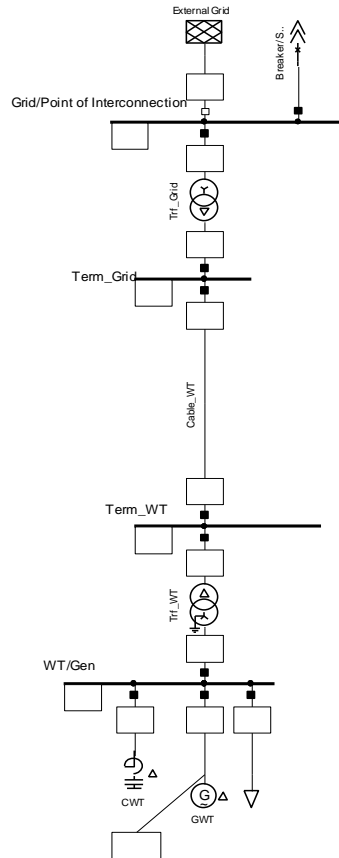 External Grid
Breaker/S..
Grid/Point of Interconnection
Trf_Grid
Term_Grid
Cable_WT
Term_WT
Trf_WT
WT/Gen
G
~
CWT
GWT